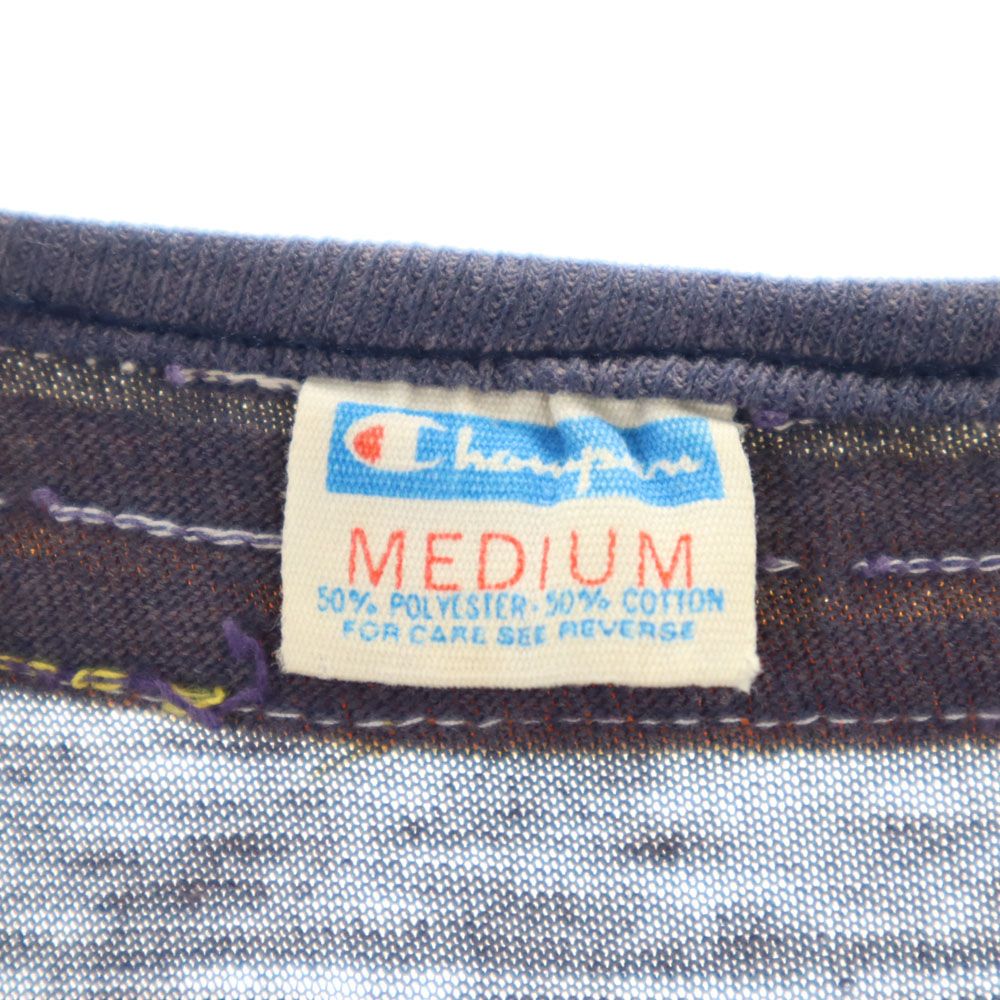 Champion
MEDIUM
50% POLYESTER-50% COTTON
FOR CARE SEE REVERSE